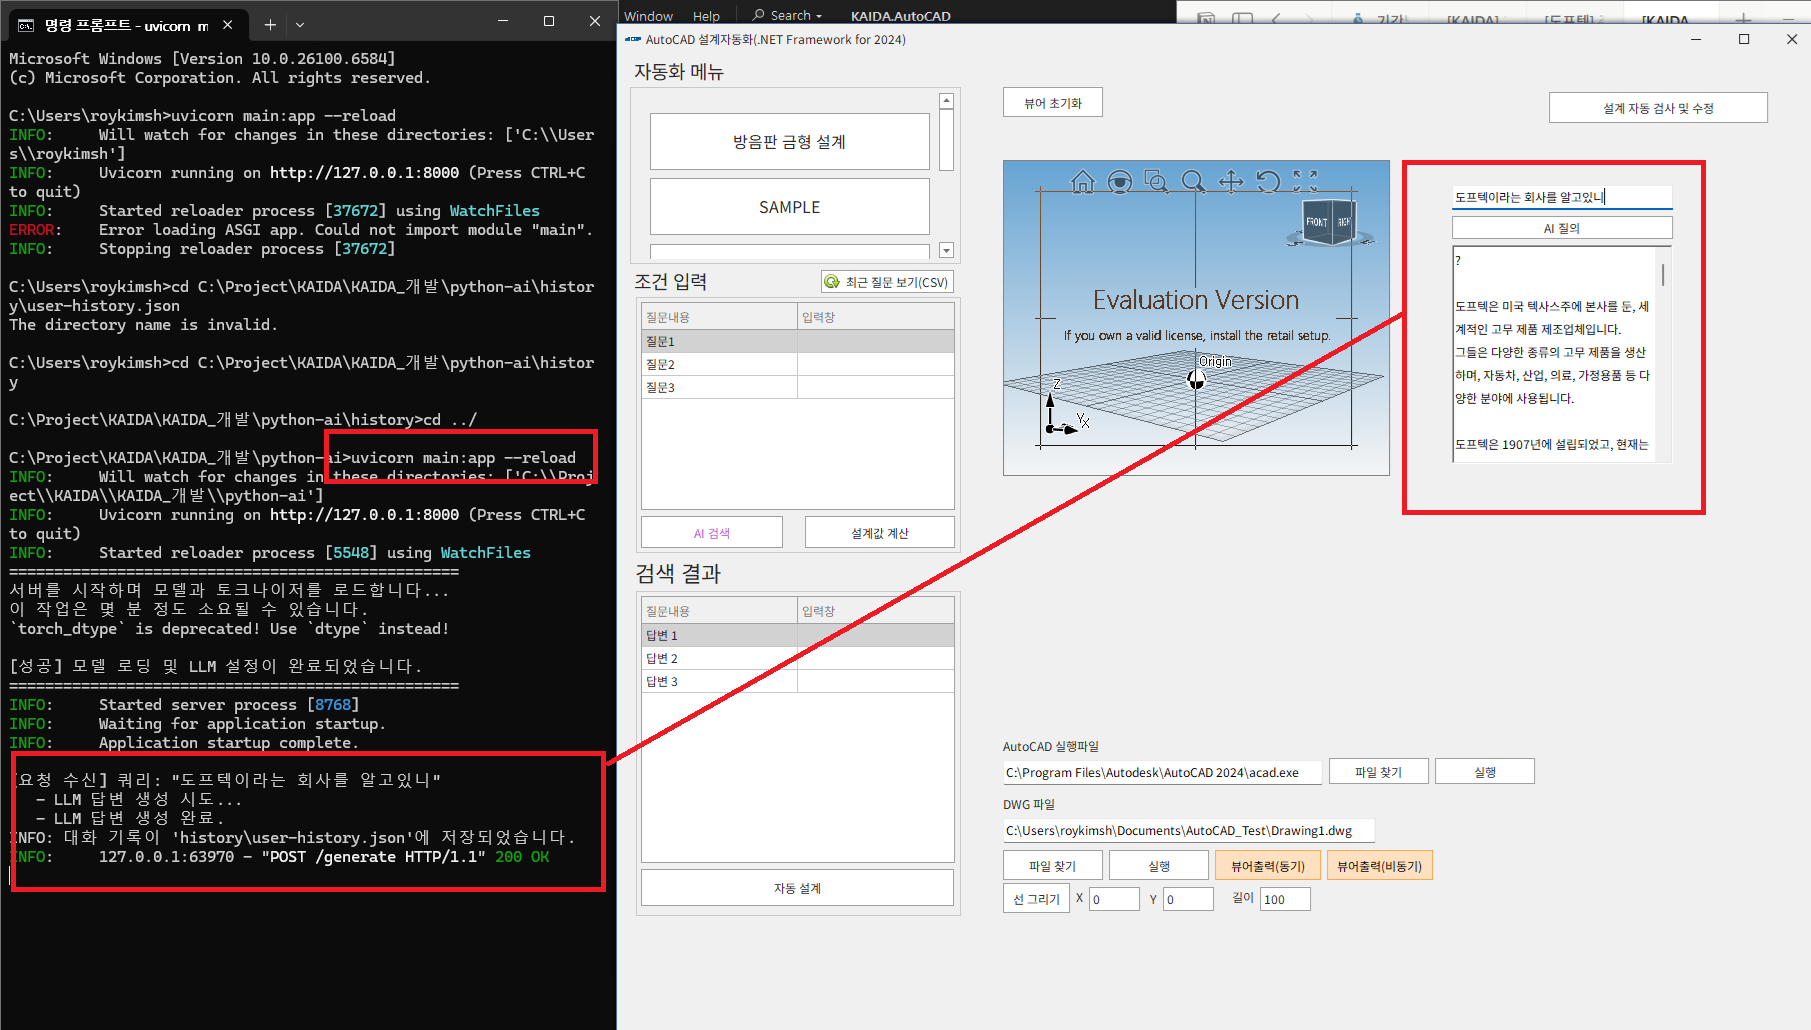 명령 프롬프트 - uvicorn m
Microsoft Windows [Version 10.0.26100.6584]
(c) Microsoft Corporation. All rights reserved.
C:\Users\roykimsh>uvicorn main:app --reload
INFO:     Will watch for changes in these directories: ['C:\\User
s\\roykimsh']
INFO:     Uvicorn running on http://127.0.0.1:8000 (Press CTRL+C
to quit)
INFO:     Started reloader process [37672] using WatchFiles
ERROR:    Error loading ASGI app. Could not import module "main".
INFO:     Stopping reloader process [37672]
C:\Users\roykimsh>cd C:\Project\KAIDA\KAIDA_개발\python-ai\histor
y\user-history.json
The directory name is invalid.
C:\Users\roykimsh>cd C:\Project\KAIDA\KAIDA_개발\python-ai\histor
y
C:\Project\KAIDA\KAIDA_개발\python-ai\history>cd ../
C:\Project\KAIDA\KAIDA_개발\python-ai>uvicorn main:app --reload
INFO:     Will watch for changes in these directories: ['C:\\Proj
ect\\KAIDA\\KAIDA_개발\\python-ai']
INFO:     Uvicorn running on http://127.0.0.1:8000 (Press CTRL+C
to quit)
INFO:     Started reloader process [5548] using WatchFiles
==================================================
서버를 시작하며 모델과 토크나이저를 로드합니다...
이 작업은 몇 분 정도 소요될 수 있습니다.
`torch_dtype` is deprecated! Use `dtype` instead!
[성공] 모델 로딩 및 LLM 설정이 완료되었습니다.
==================================================
INFO:     Started server process [8768]
INFO:     Waiting for application startup.
INFO:     Application startup complete.
[요청 수신] 쿼리: "도프텍이라는 회사를 알고있니"
- LLM 답변 생성 시도...
- LLM 답변 생성 완료.
INFO: 대화 기록이 'history\user-history.json'에 저장되었습니다.
INFO:     127.0.0.1:63970 - "POST /generate HTTP/1.1" 200 OK
Window Help Search KAIDA.AutoCAD
[KAIDA] [도프텍] [KAIDA
AutoCAD 설계자동화(.NET Framework for 2024)
자동화 메뉴
방음판 금형 설계
SAMPLE
조건 입력
최근 질문 보기(CSV)
질문내용 입력창
질문1
질문2
질문3
AI 검색
설계값 계산
검색 결과
질문내용 입력창
답변 1
답변 2
답변 3
자동 설계
뷰어 초기화
설계 자동 검사 및 수정
FRONT RIGHT
Evaluation Version
If you own a valid license, install the retail setup.
Origin
Z
Y
X
도프텍이라는 회사를 알고있니
AI 질의
?
도프텍은 미국 텍사스주에 본사를 둔, 세
계적인 고무 제품 제조업체입니다.
그들은 다양한 종류의 고무 제품을 생산
하며, 자동차, 산업, 의료, 가정용품 등 다
양한 분야에 사용됩니다.
도프텍은 1907년에 설립되었고, 현재는
AutoCAD 실행파일
C:\Program Files\Autodesk\AutoCAD 2024\acad.exe
파일 찾기
실행
DWG 파일
C:\Users\roykimsh\Documents\AutoCAD_Test\Drawing1.dwg
파일 찾기
실행
뷰어출력(동기)
뷰어출력(비동기)
선 그리기 X 0 Y 0 길이 100